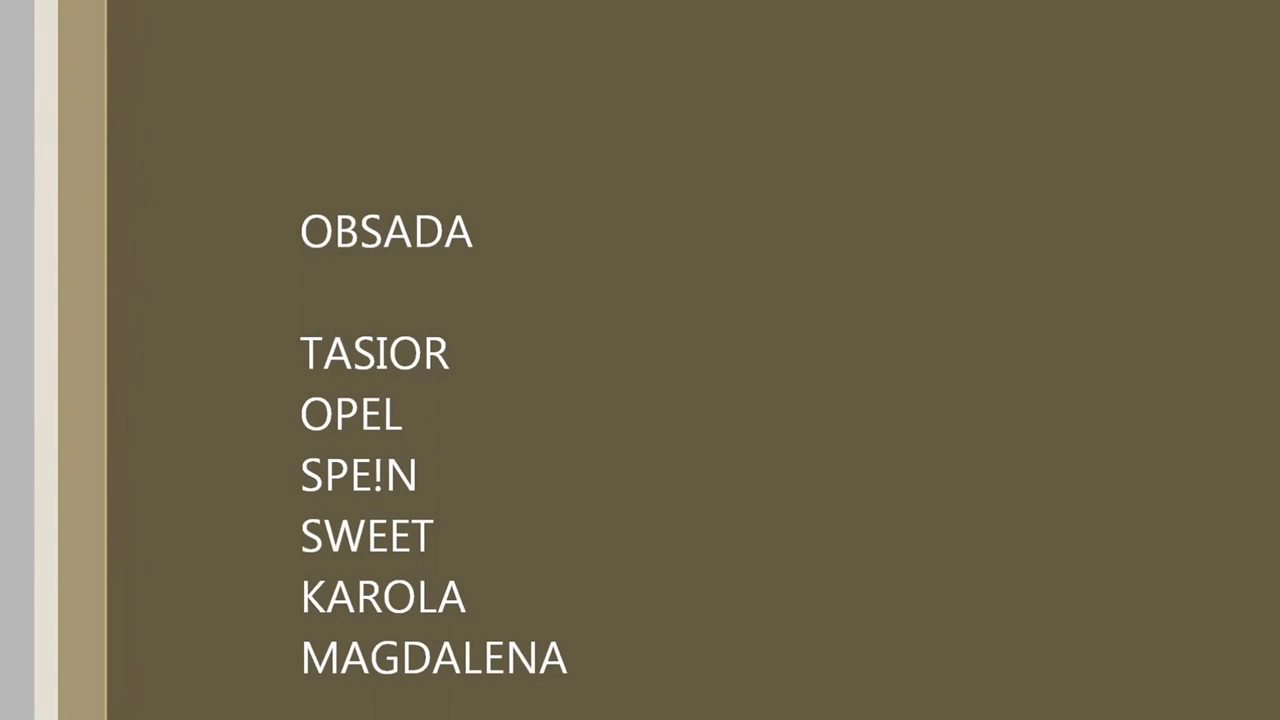 OBSADA
TASIOR
OPEL
SPE!N
SWEET
KAROLA
MAGDALENA